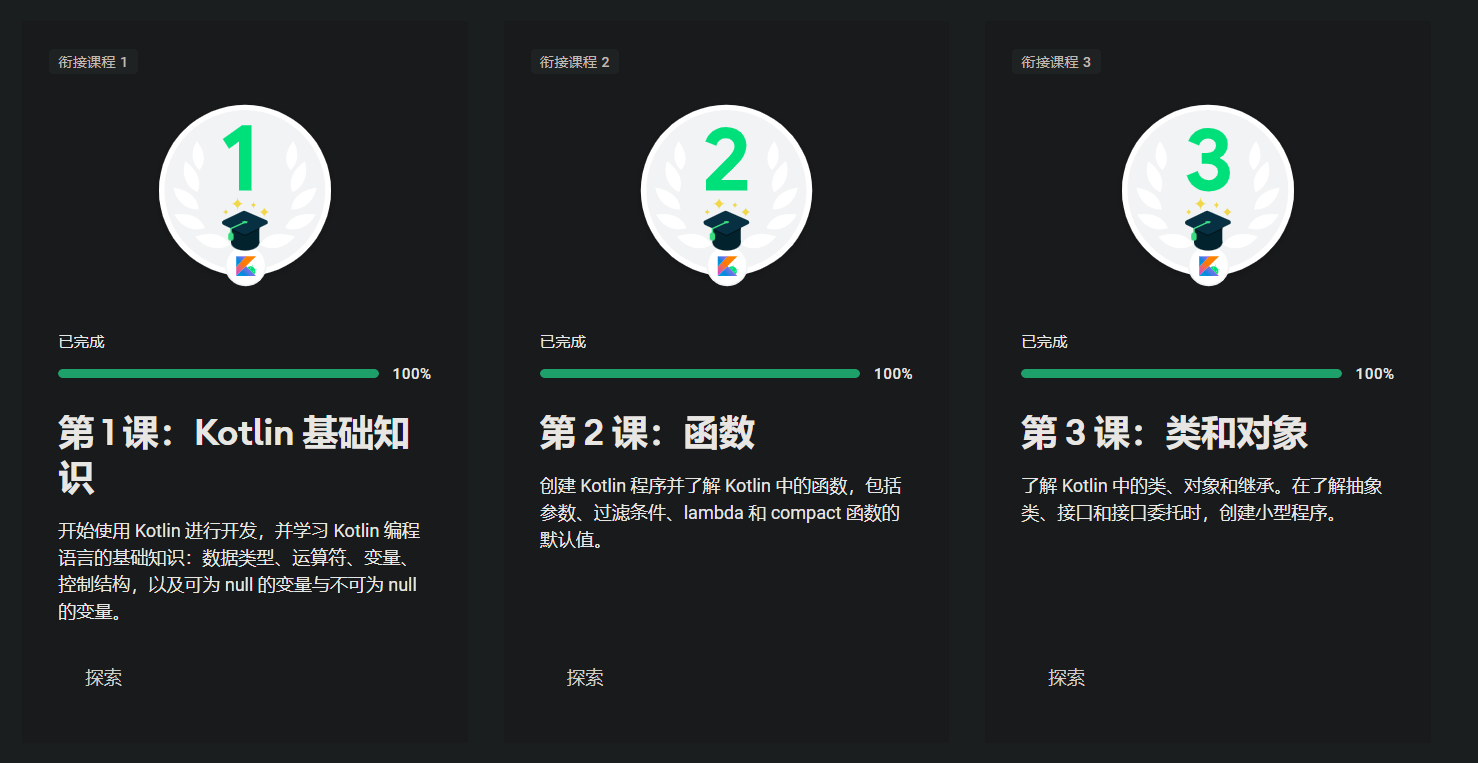 衔接课程 1
1
已完成
100%
第 1 课：Kotlin 基础知
识
开始使用 Kotlin 进行开发，并学习 Kotlin 编程
语言的基础知识：数据类型、运算符、变量、
控制结构，以及可为 null 的变量与不可为 null
的变量。
探索
衔接课程 2
2
已完成
100%
第 2 课：函数
创建 Kotlin 程序并了解 Kotlin 中的函数，包括
参数、过滤条件、lambda 和 compact 函数的
默认值。
探索
衔接课程 3
3
已完成
100%
第 3 课：类和对象
了解 Kotlin 中的类、对象和继承。在了解抽象
类、接口和接口委托时，创建小型程序。
探索